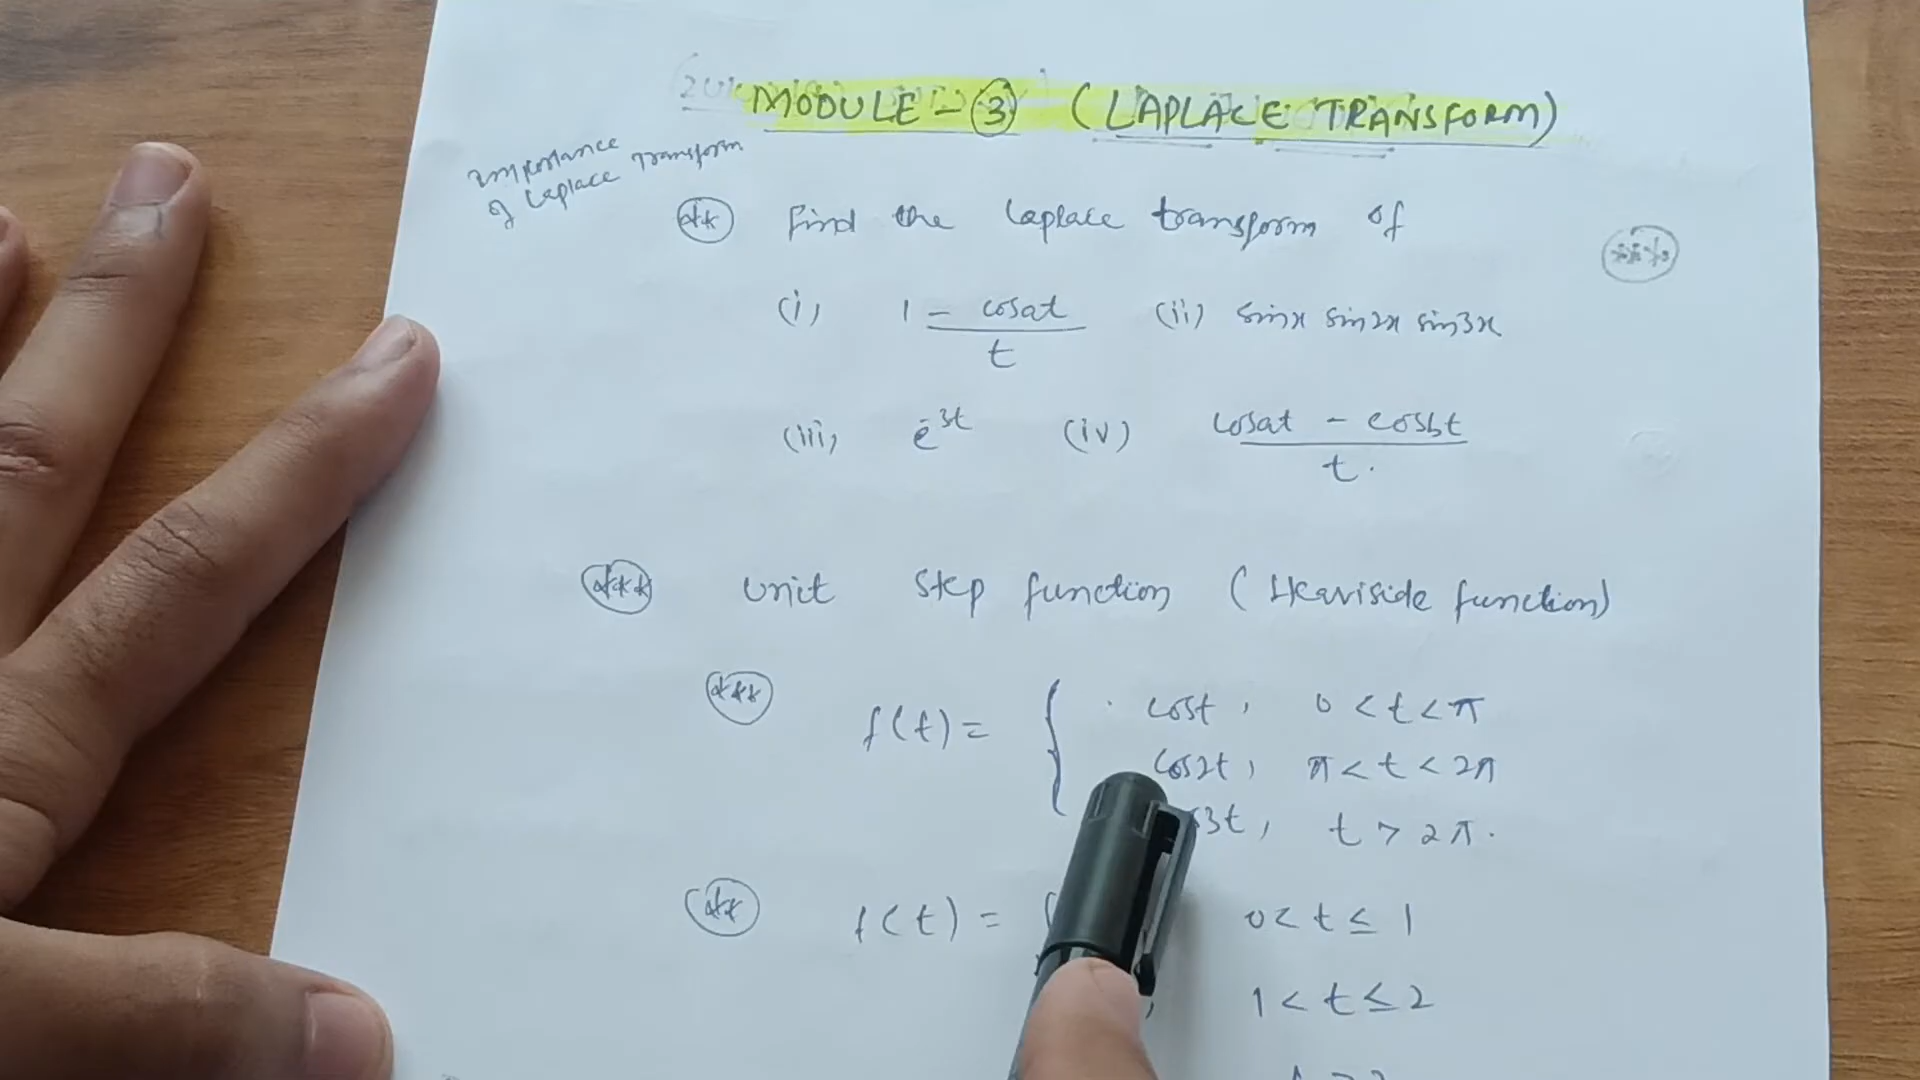 MODULE - ③ (LAPLACE TRANSFORM)
Importance
of Laplace Transform
** Find the Laplace transform of ***
(i) 1 - cosat / t (ii) sinx sin2x sin3x
(iii) e^-3t (iv) cosat - cosbt / t.
*** Unit Step function (Heaviside function)
*** f(t) = { cost, 0 < t < π
cos2t, π < t < 2π
s3t, t > 2π.
** f(t) = { 0 < t ≤ 1
, 1 < t ≤ 2